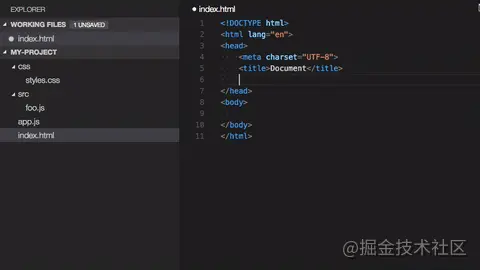 EXPLORER
WORKING FILES 1 UNSAVED
index.html
MY-PROJECT
css
styles.css
src
foo.js
app.js
index.html
index.html
1 <!DOCTYPE html>
2 <html lang="en">
3 <head>
4 <meta charset="UTF-8">
5 <title>Document</title>
6
7 </head>
8 <body>
9
10 </body>
11 </html>
@掘金技术社区